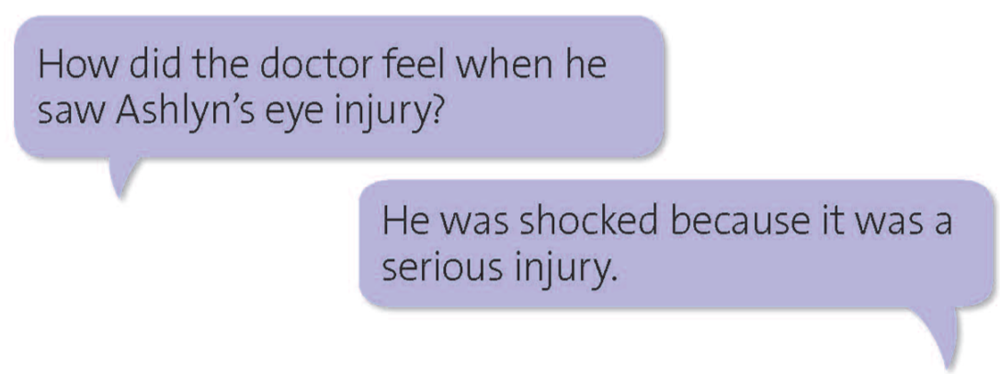 How did the doctor feel when he
saw Ashlyn’s eye injury?
He was shocked because it was a
serious injury.